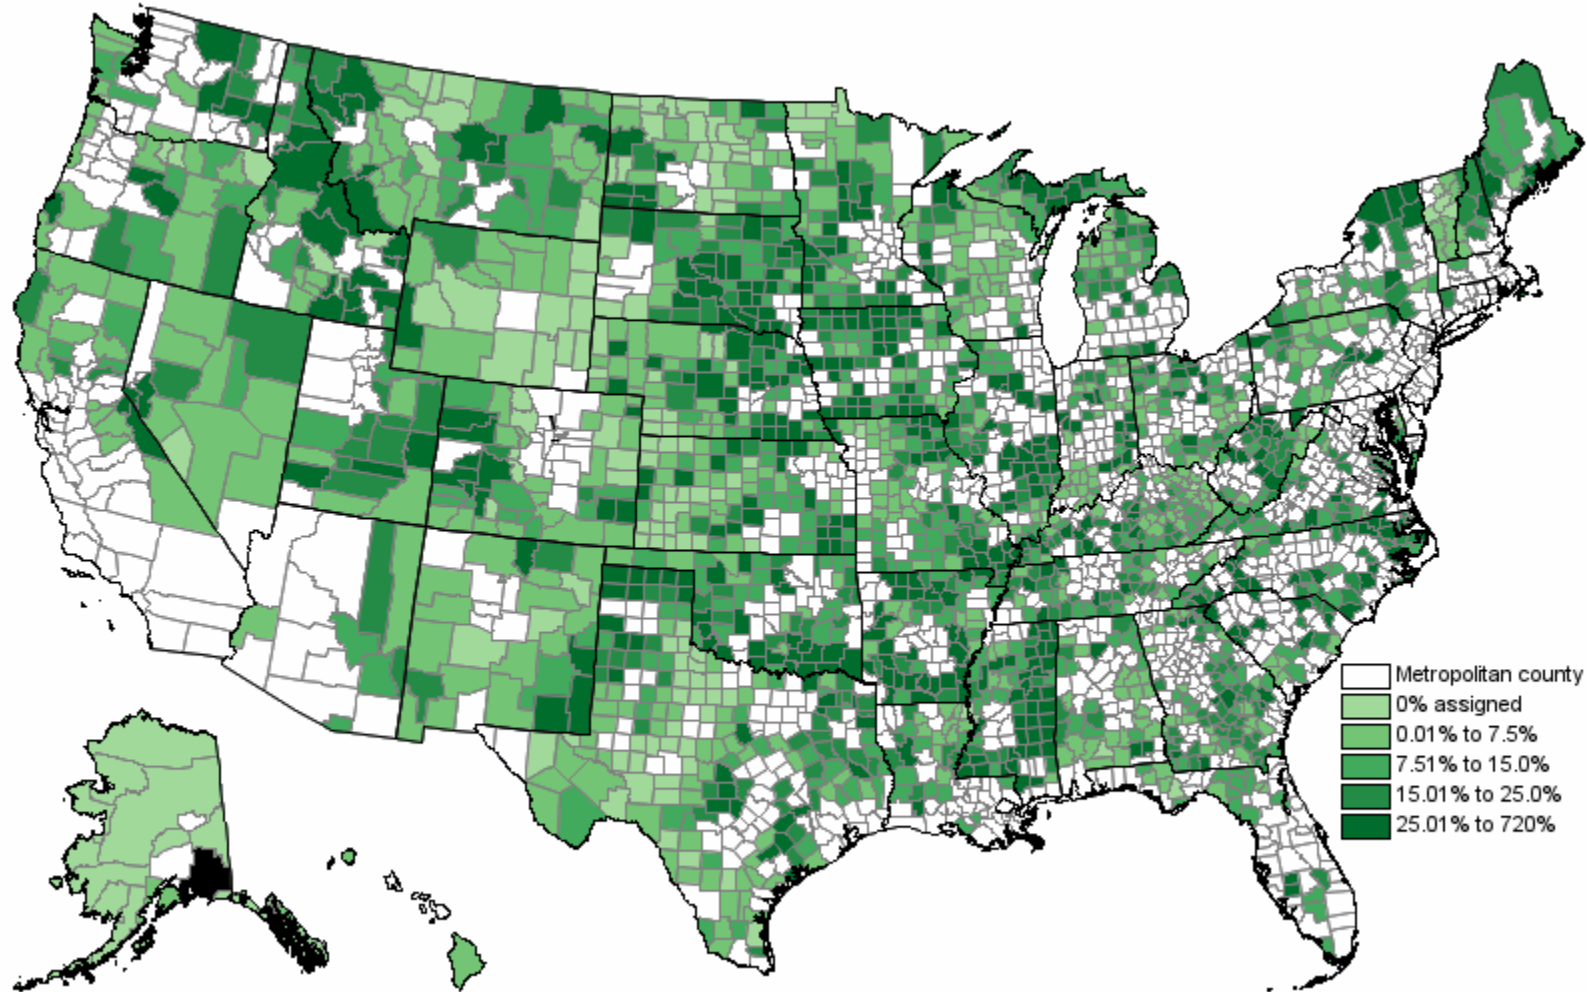 Metropolitan county
0% assigned
0.01% to 7.5%
7.51% to 15.0%
15.01% to 25.0%
25.01% to 720%